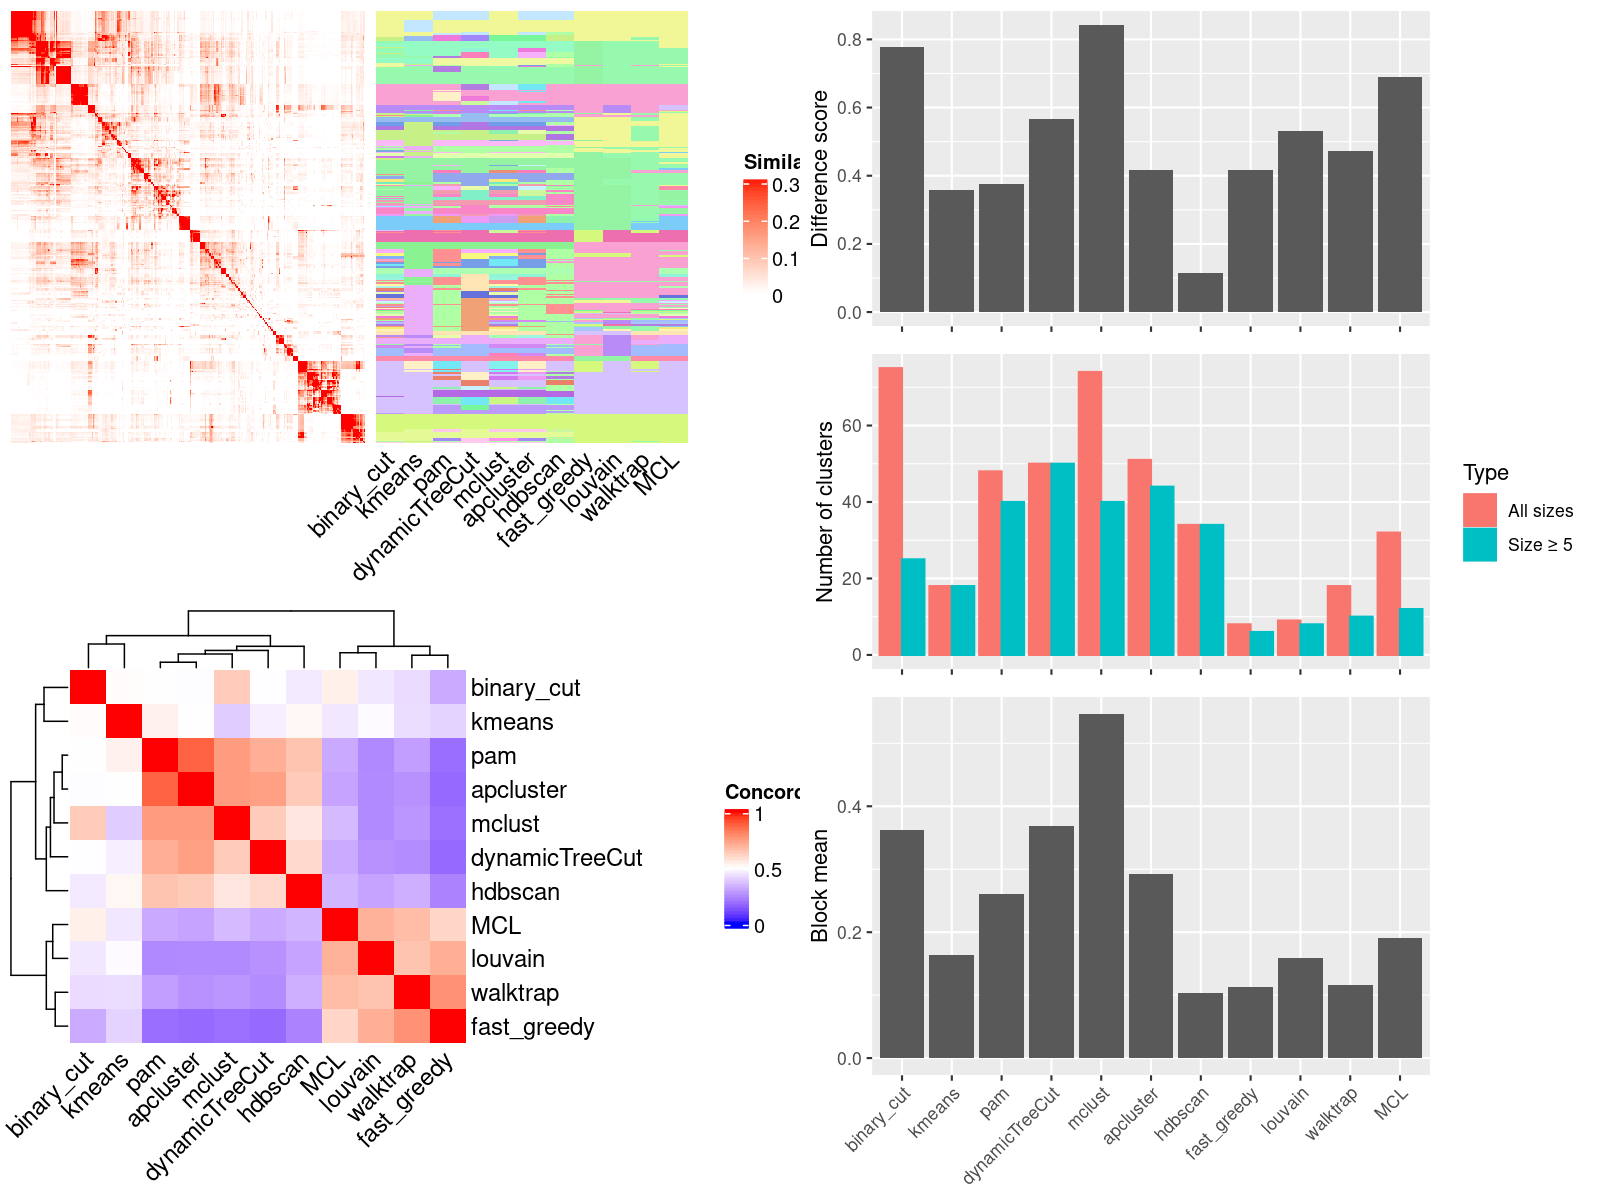 Simila
0.3
0.2
0.1
0
binary_cut
kmeans
pam
dynamicTreeCut
mclust
apcluster
hdbscan
fast_greedy
louvain
walktrap
MCL
binary_cut
kmeans
pam
apcluster
mclust
dynamicTreeCut
hdbscan
MCL
louvain
walktrap
fast_greedy
Concord
1
0.5
0
binary_cut
kmeans
pam
apcluster
mclust
dynamicTreeCut
hdbscan
MCL
louvain
walktrap
fast_greedy
Difference score
0.8
0.6
0.4
0.2
0.0
Number of clusters
60
40
20
0
Type
All sizes
Size ≥ 5
Block mean
0.4
0.2
0.0
binary_cut
kmeans
pam
dynamicTreeCut
mclust
apcluster
hdbscan
fast_greedy
louvain
walktrap
MCL